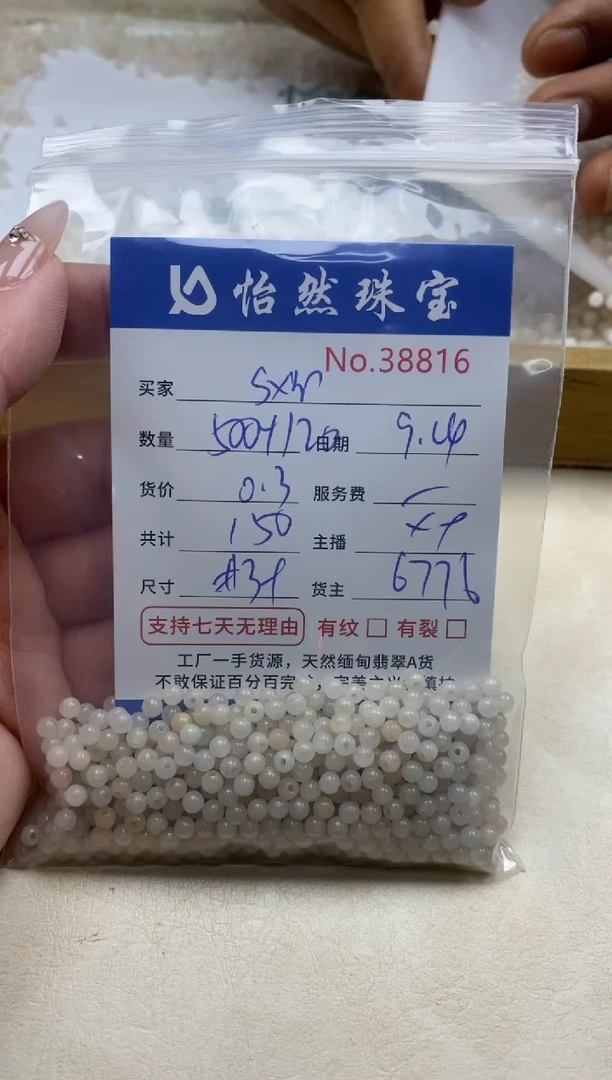 怡然珠宝
No.38816
买家
数量 日期 9.4
货价 0.3 服务费
共计 150 主播
尺寸 货主 6776
支持七天无理由 有纹 □ 有裂 □
工厂一手货源，天然缅甸翡翠A货
不敢保证百分百完